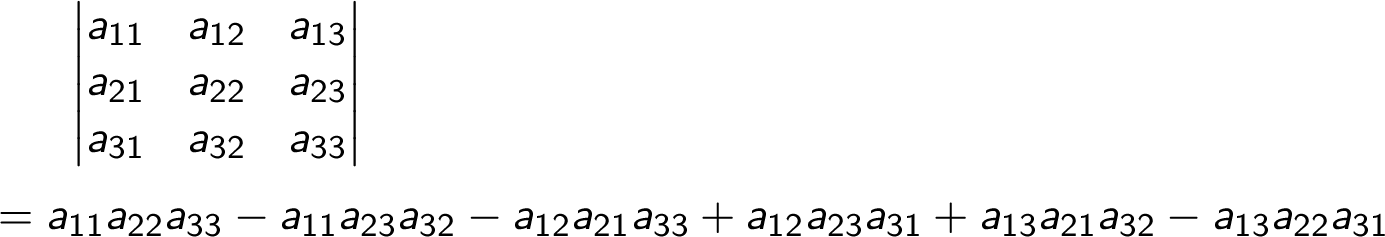 |a₁₁ a₁₂ a₁₃|
|a₂₁ a₂₂ a₂₃|
|a₃₁ a₃₂ a₃₃|
= a₁₁a₂₂a₃₃ − a₁₁a₂₃a₃₂ − a₁₂a₂₁a₃₃ + a₁₂a₂₃a₃₁ + a₁₃a₂₁a₃₂ − a₁₃a₂₂a₃₁